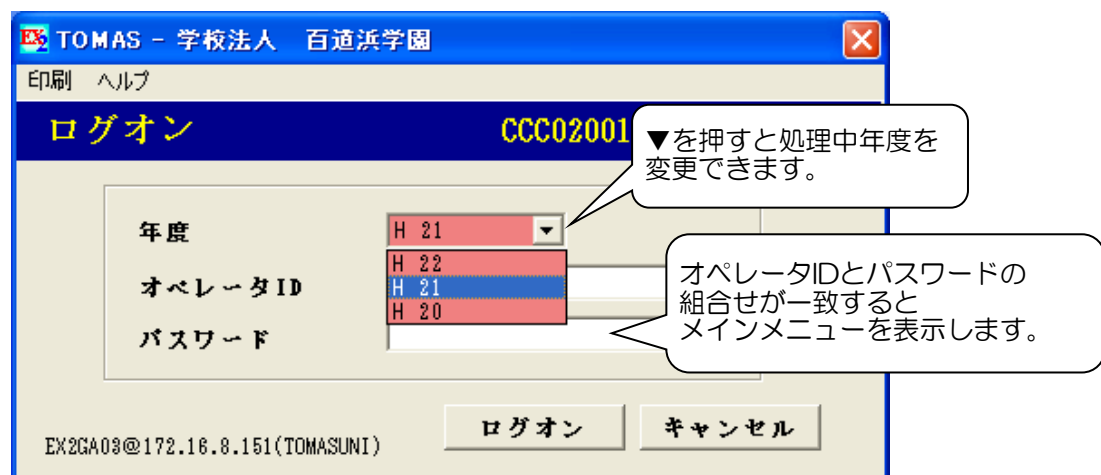 TOMAS - 学校法人 百道浜学園
印刷 ヘルプ
ログオン CCC02001
▼を押すと処理中年度を
変更できます。
年度 H 21
H 22
オペレータID H 21
H 20
オペレータIDとパスワードの
組合せが一致すると
メインメニューを表示します。
パスワード
ログオン キャンセル
EX2GA03@172.16.8.151(TOMASUNI)